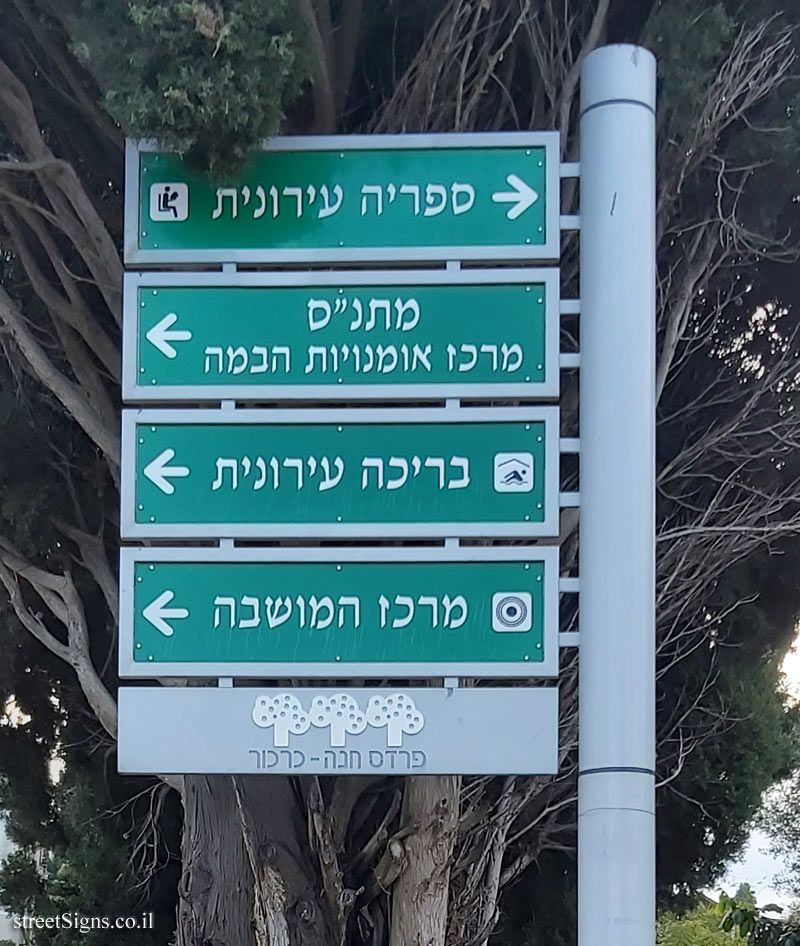 ספריה עירונית
מתנ"ס
מרכז אומנויות הבמה
בריכה עירונית
מרכז המושבה
פרדס חנה - כרכור
streetSigns.co.il